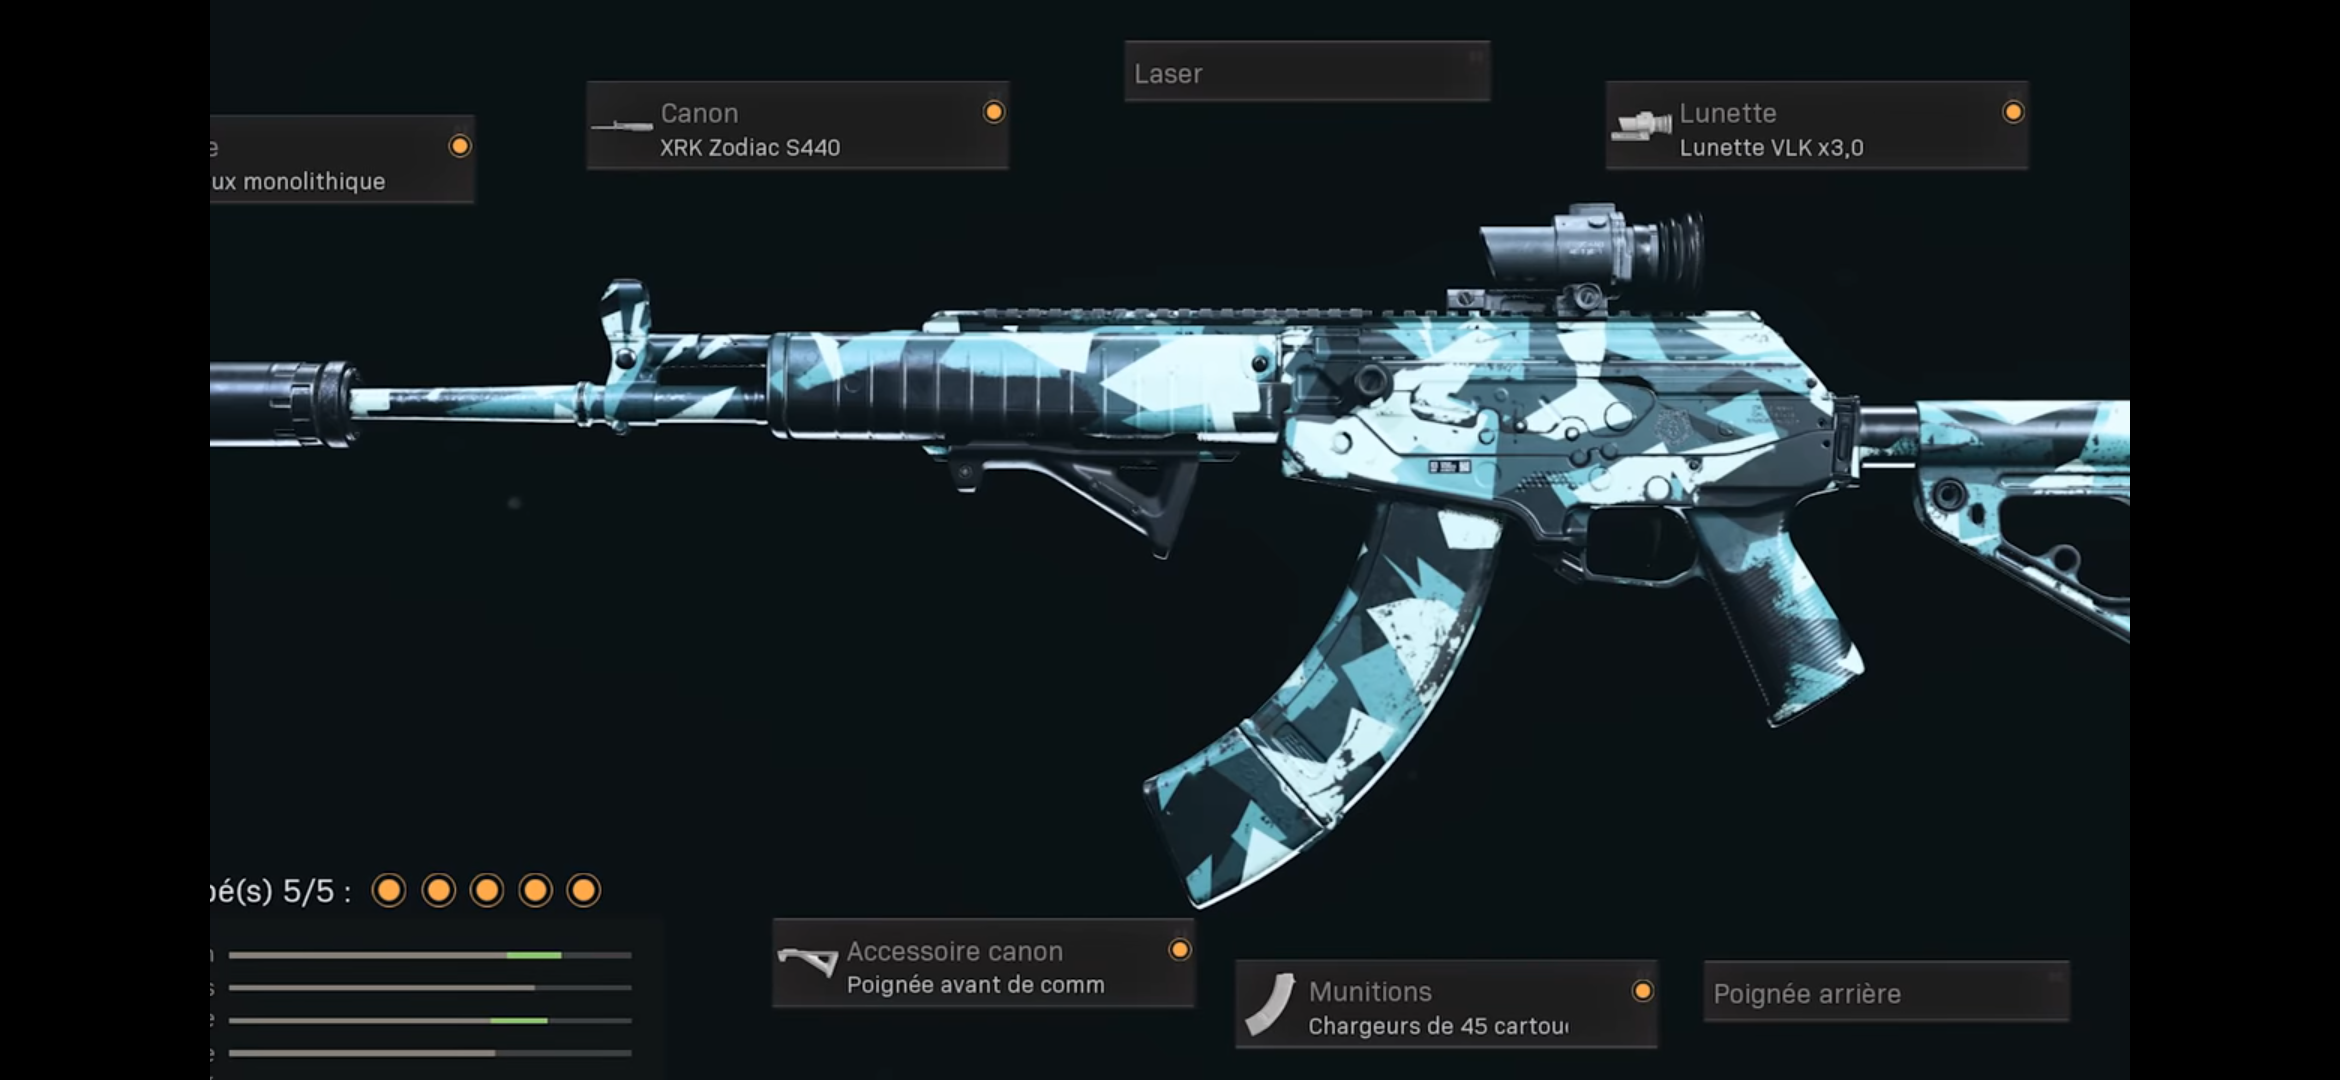 Laser
Canon
XRK Zodiac S440
Lunette
Lunette VLK x3,0
ux monolithique
bé(s) 5/5 :
Accessoire canon
Poignée avant de comm
Munitions
Chargeurs de 45 cartou
Poignée arrière